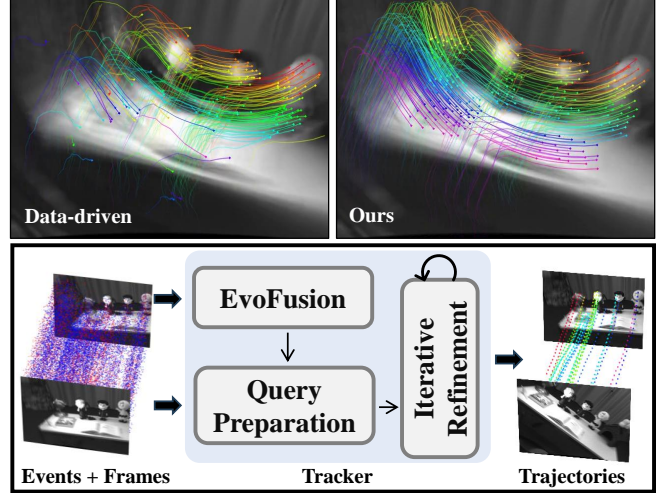 Data-driven
Ours
EvoFusion
Query
Preparation
Iterative
Refinement
Events + Frames
Tracker
Trajectories